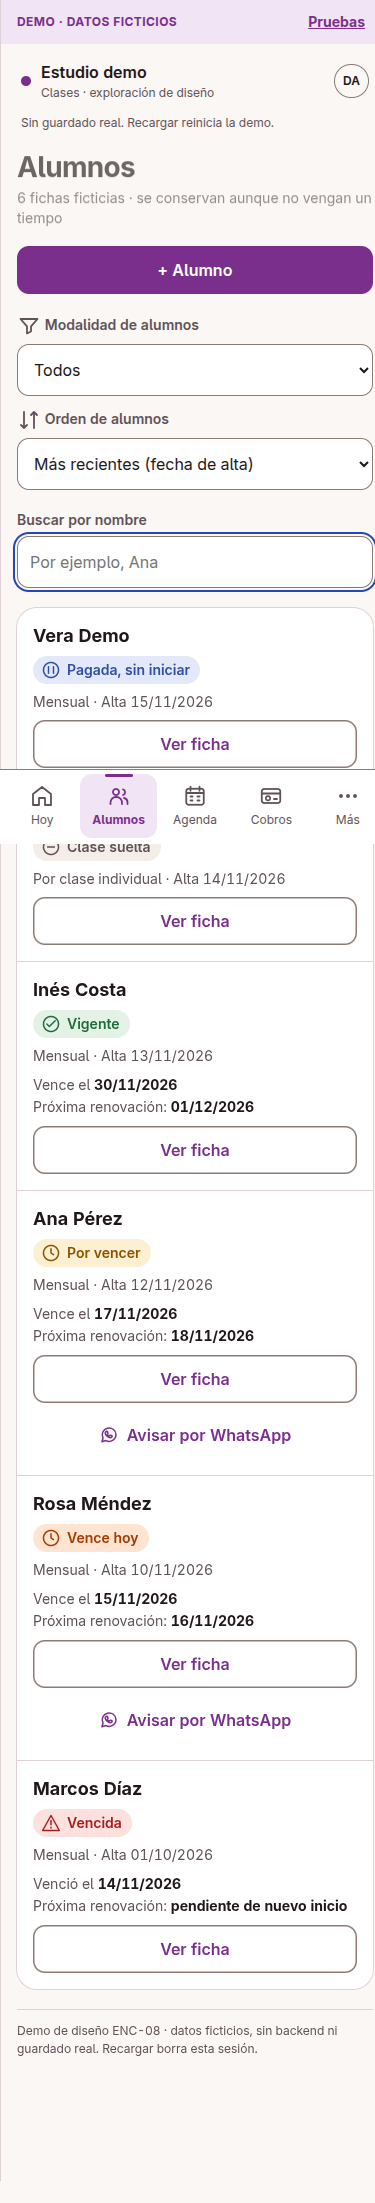 DEMO · DATOS FICTICIOS
Pruebas
Estudio demo
Clases · exploración de diseño
DA
Sin guardado real. Recargar reinicia la demo.
Alumnos
6 fichas ficticias · se conservan aunque no vengan un
tiempo
+ Alumno
Modalidad de alumnos
Todos
Orden de alumnos
Más recientes (fecha de alta)
Buscar por nombre
Por ejemplo, Ana
Vera Demo
Pagada, sin iniciar
Mensual · Alta 15/11/2026
Ver ficha
Hoy
Alumnos
Agenda
Cobros
Más
Clase suelta
Por clase individual · Alta 14/11/2026
Ver ficha
Inés Costa
Vigente
Mensual · Alta 13/11/2026
Vence el 30/11/2026
Próxima renovación: 01/12/2026
Ver ficha
Ana Pérez
Por vencer
Mensual · Alta 12/11/2026
Vence el 17/11/2026
Próxima renovación: 18/11/2026
Ver ficha
Avisar por WhatsApp
Rosa Méndez
Vence hoy
Mensual · Alta 10/11/2026
Vence el 15/11/2026
Próxima renovación: 16/11/2026
Ver ficha
Avisar por WhatsApp
Marcos Díaz
Vencida
Mensual · Alta 01/10/2026
Venció el 14/11/2026
Próxima renovación: pendiente de nuevo inicio
Ver ficha
Demo de diseño ENC-08 · datos ficticios, sin backend ni
guardado real. Recargar borra esta sesión.